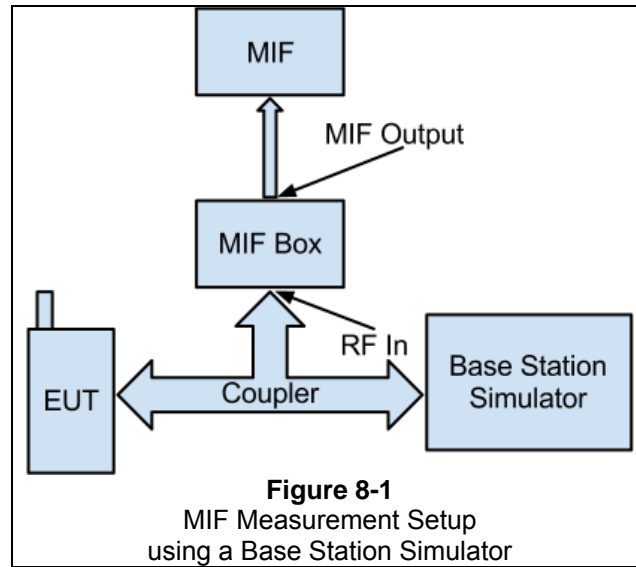 MIF
MIF Output
MIF Box
RF In
EUT
Coupler
Base Station
Simulator
Figure 8-1
MIF Measurement Setup
using a Base Station Simulator